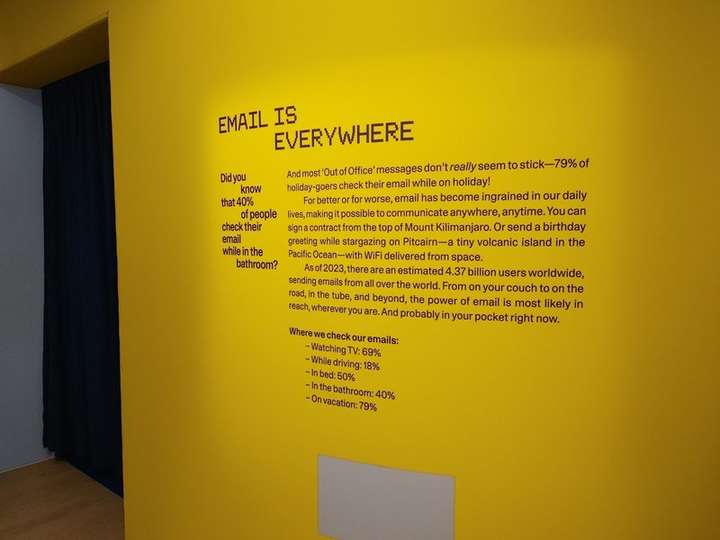 EMAIL IS
EVERYWHERE
Did you
know
that 40%
of people
check their
email
while in the
bathroom?
And most 'Out of Office' messages don't really seem to stick—79% of
holiday-goers check their email while on holiday!
For better or for worse, email has become ingrained in our daily
lives, making it possible to communicate anywhere, anytime. You can
sign a contract from the top of Mount Kilimanjaro. Or send a birthday
greeting while stargazing on Pitcairn—a tiny volcanic island in the
Pacific Ocean—with WiFi delivered from space.
As of 2023, there are an estimated 4.37 billion users worldwide,
sending emails from all over the world. From on your couch to on the
road, in the tube, and beyond, the power of email is most likely in
reach, wherever you are. And probably in your pocket right now.
Where we check our emails:
– Watching TV: 69%
– While driving: 18%
– In bed: 50%
– In the bathroom: 40%
– On vacation: 79%